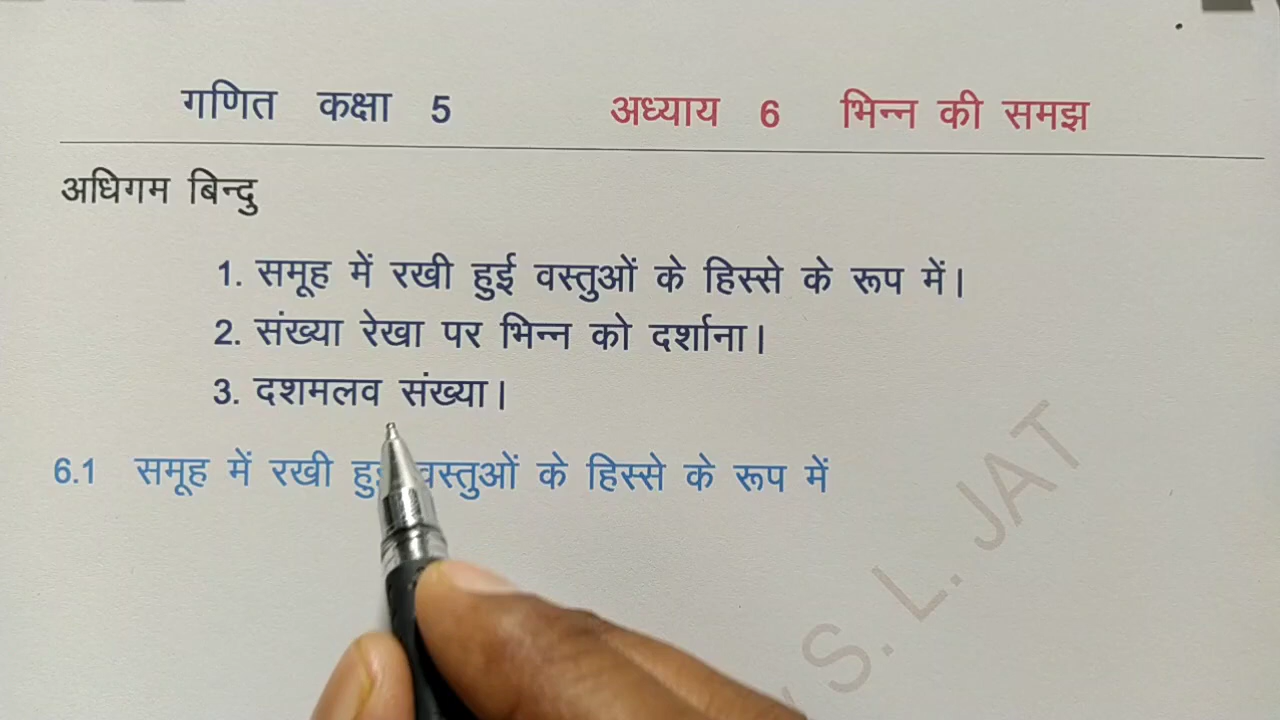 गणित कक्षा 5 अध्याय 6 भिन्न की समझ
अधिगम बिन्दु
1. समूह में रखी हुई वस्तुओं के हिस्से के रूप में।
2. संख्या रेखा पर भिन्न को दर्शाना।
3. दशमलव संख्या।
6.1 समूह में रखी हुई वस्तुओं के हिस्से के रूप में
S. L. JAT